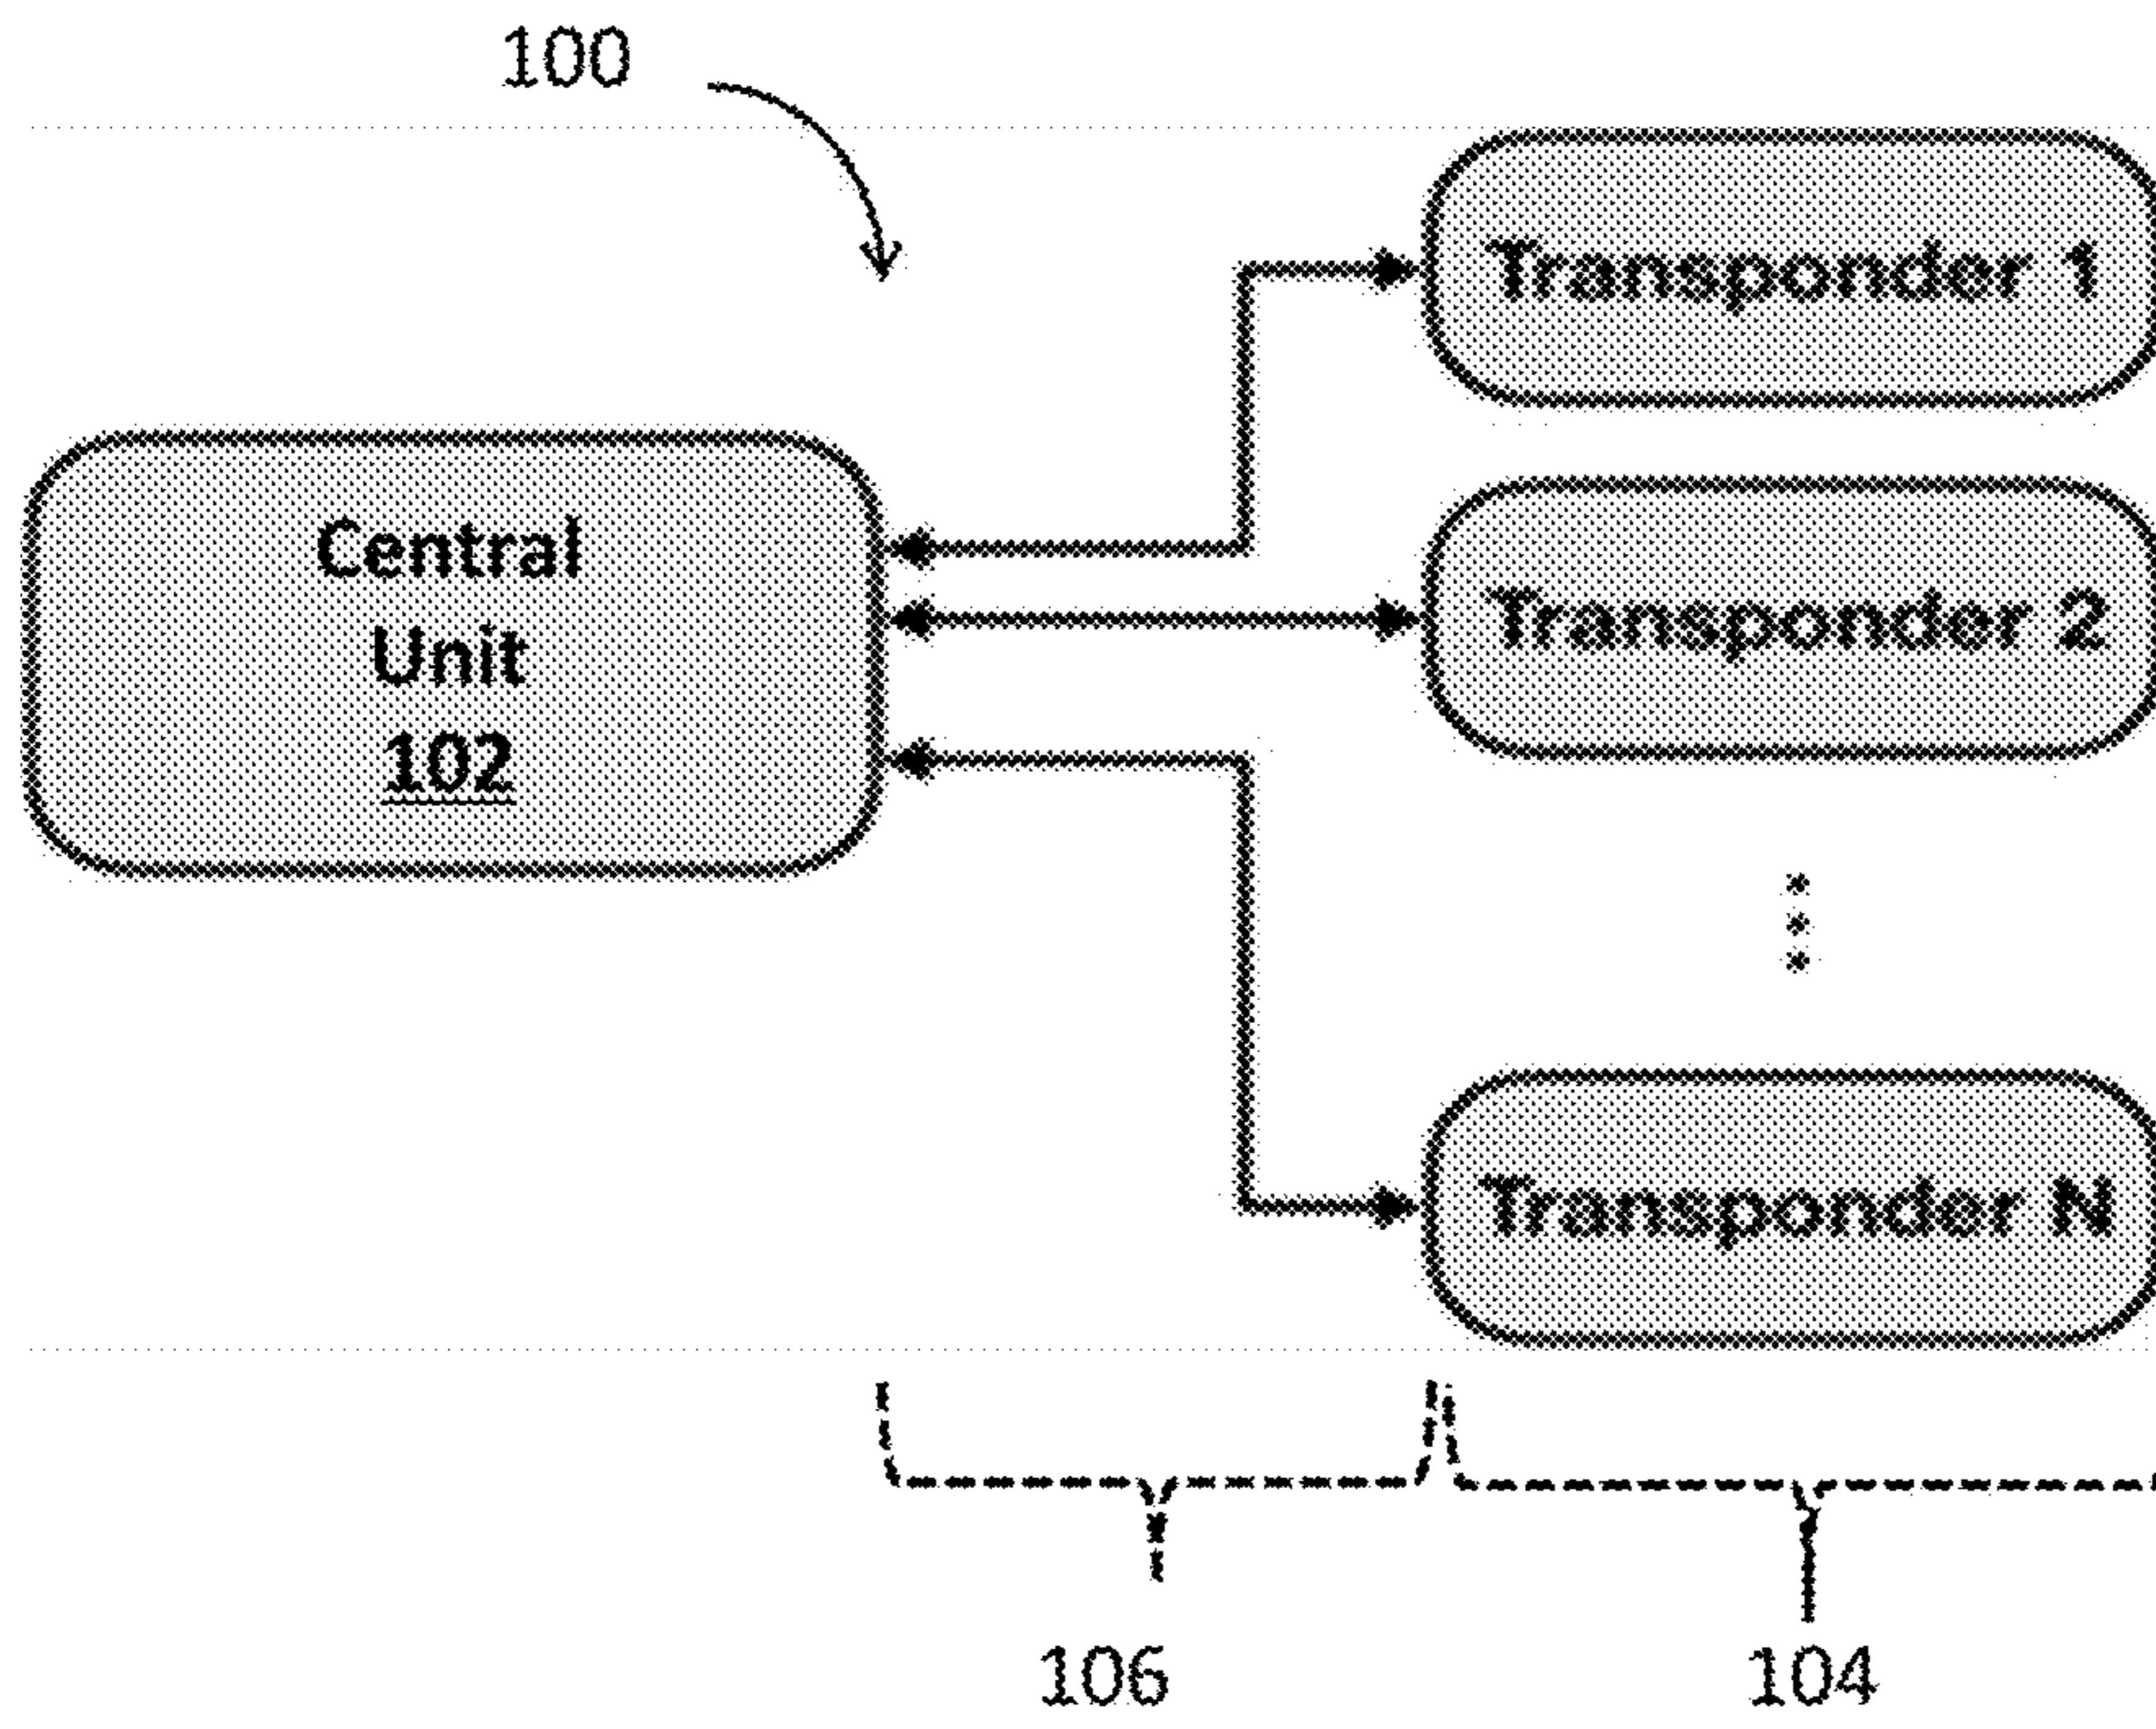 100
Transponder 1
Central
Unit
102
Transponder 2
Transponder N
106
104